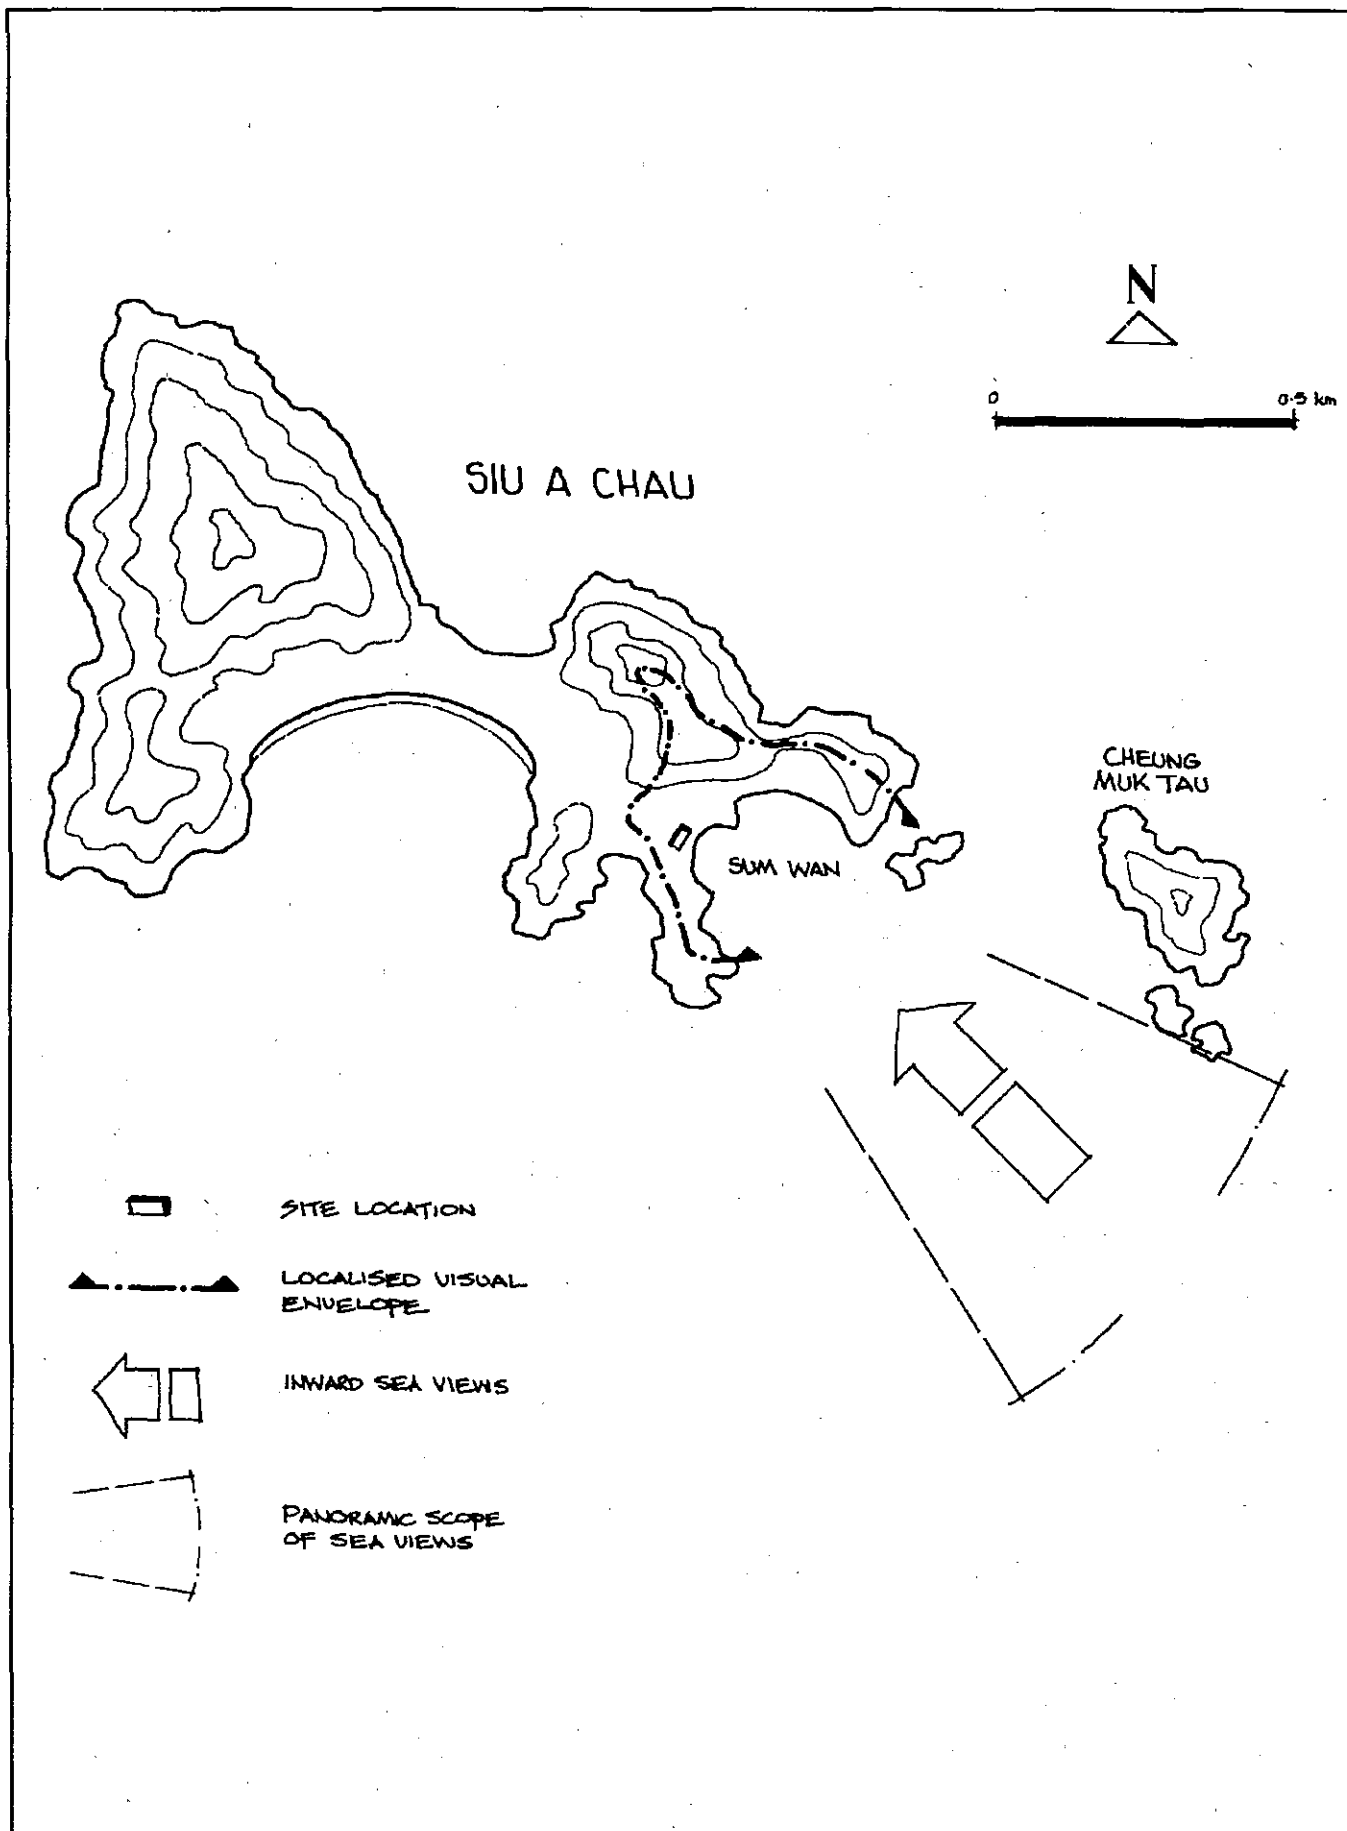 N
0 0.5 km
SIU A CHAU
CHEUNG
MUK TAU
SUM WAN
SITE LOCATION
LOCALISED VISUAL
ENVELOPE
INWARD SEA VIEWS
PANORAMIC SCOPE
OF SEA VIEWS